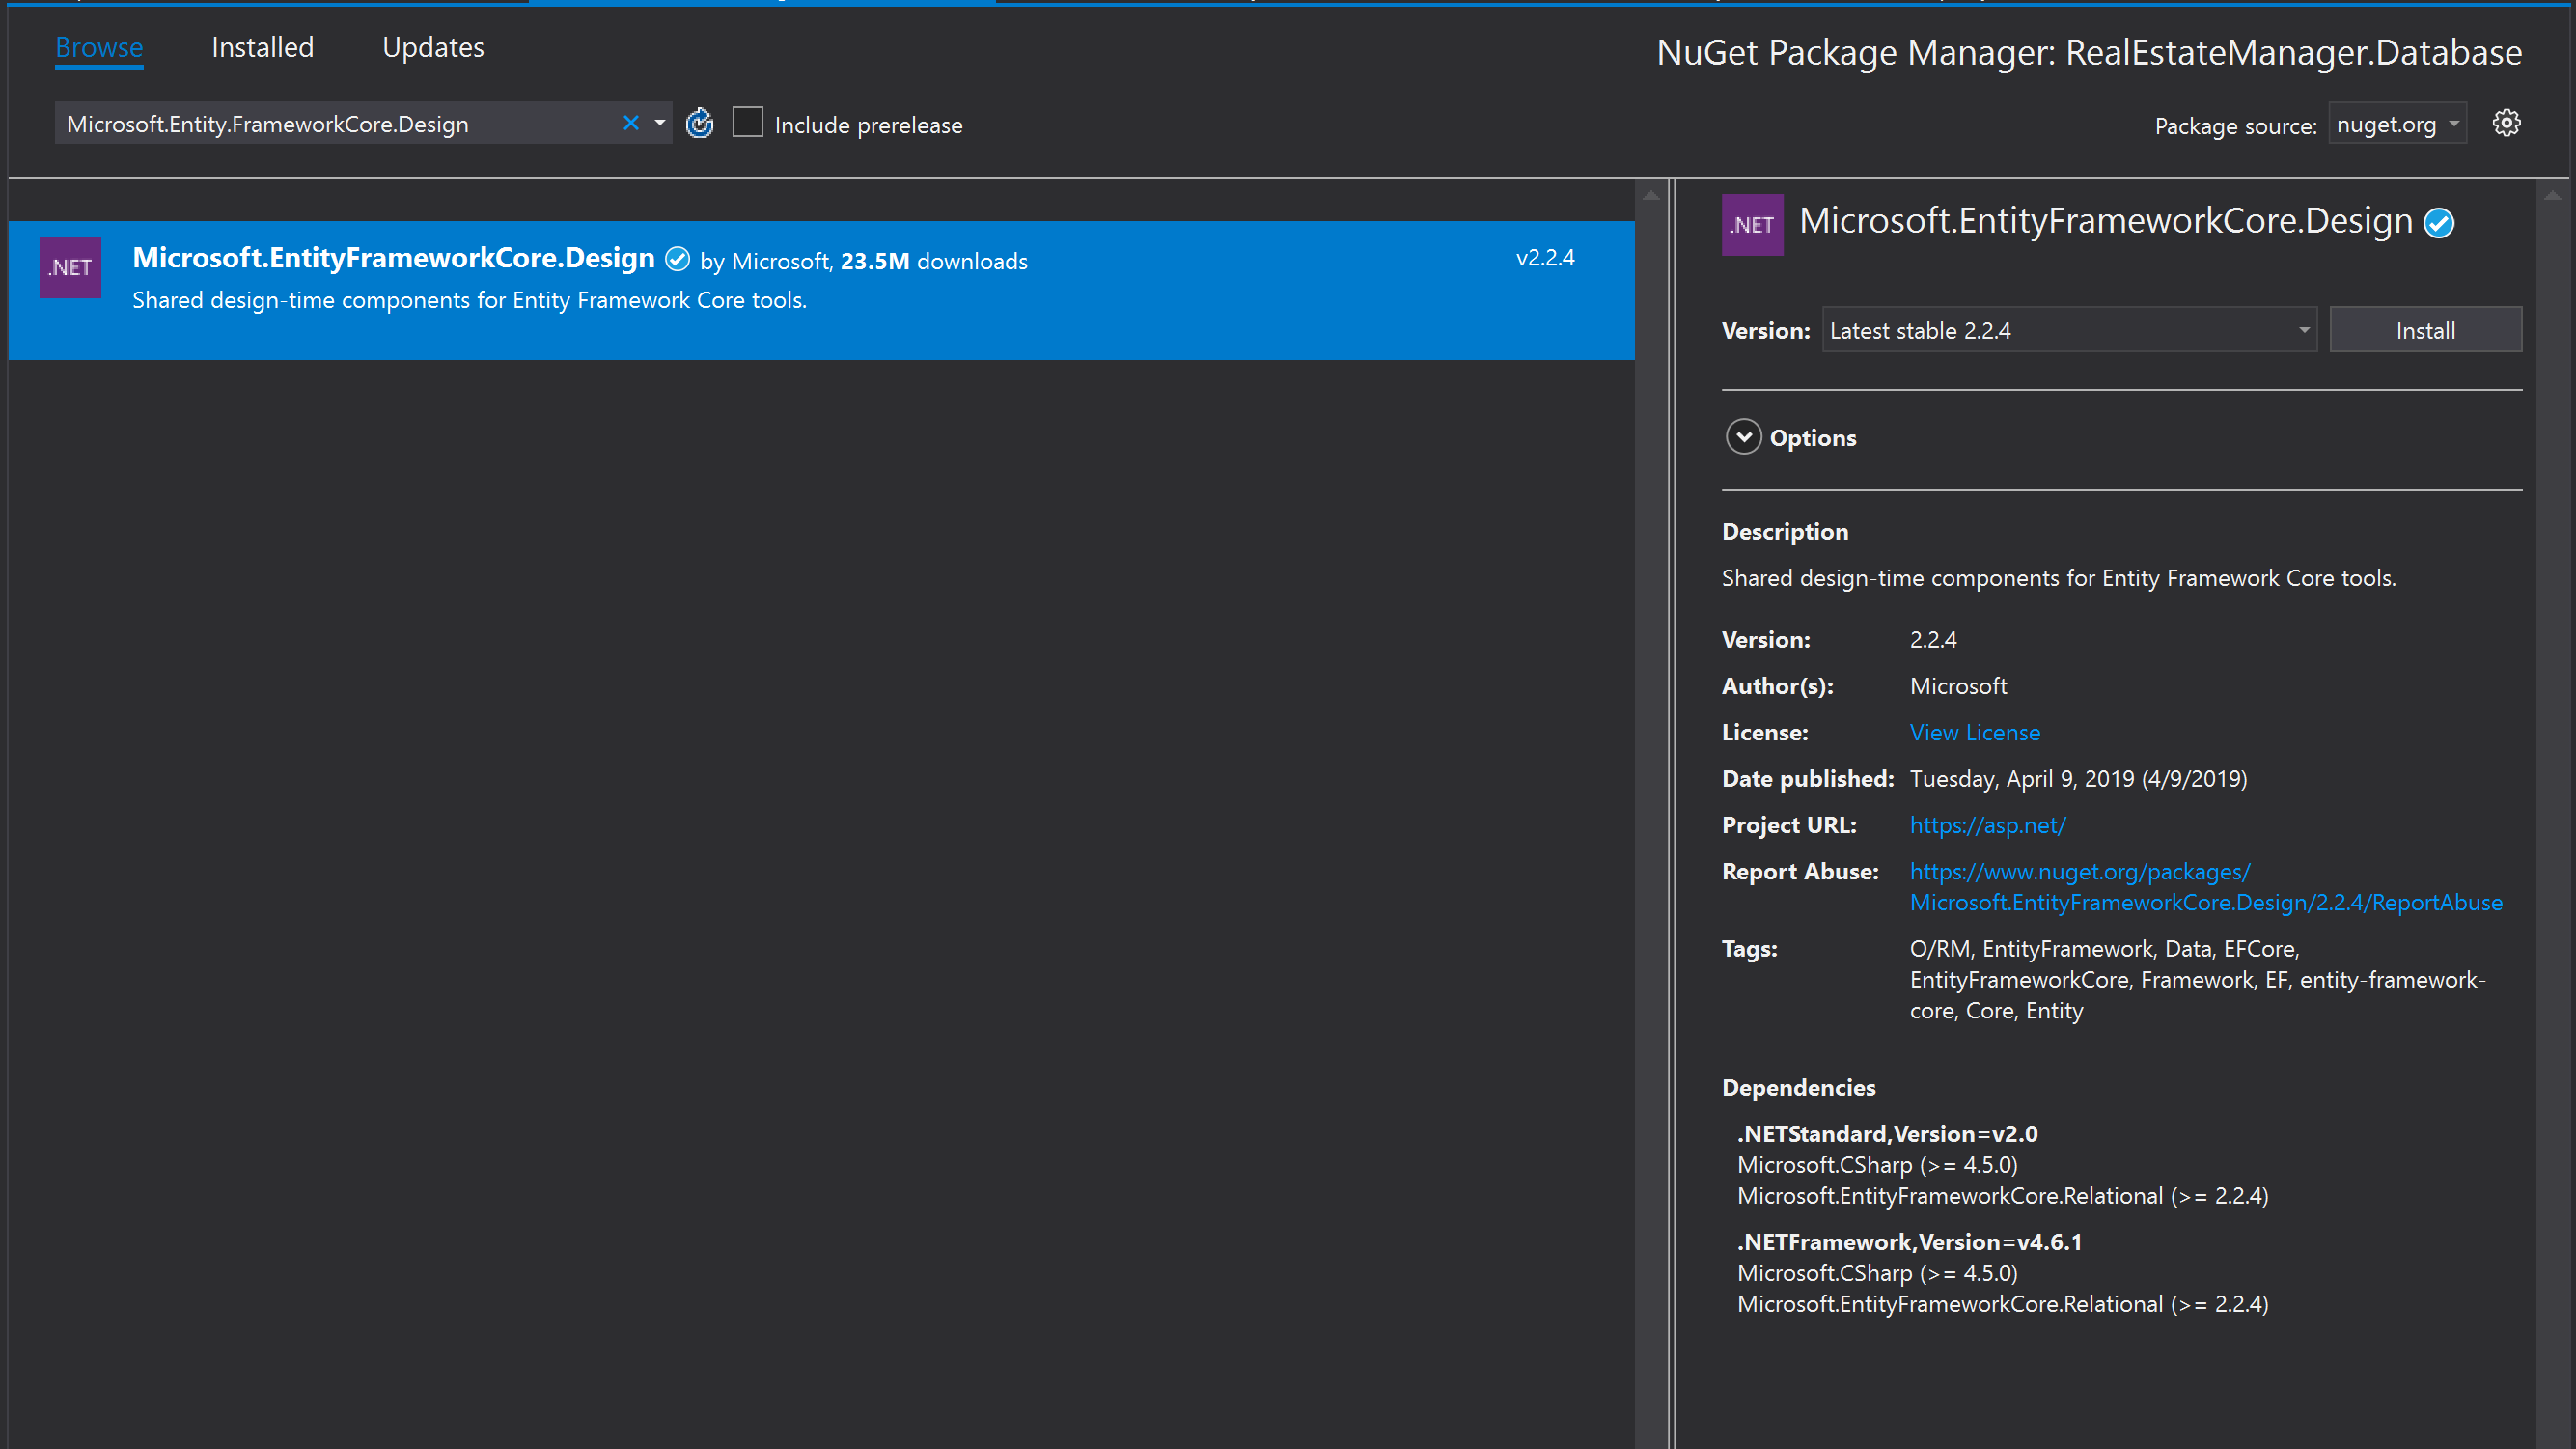 Browse Installed Updates
NuGet Package Manager: RealEstateManager.Database
Microsoft.Entity.FrameworkCore.Design
Include prerelease
Package source: nuget.org
.NET
Microsoft.EntityFrameworkCore.Design by Microsoft, 23.5M downloads
v2.2.4
Shared design-time components for Entity Framework Core tools.
.NET
Microsoft.EntityFrameworkCore.Design
Version: Latest stable 2.2.4 Install
Options
Description
Shared design-time components for Entity Framework Core tools.
Version: 2.2.4
Author(s): Microsoft
License: View License
Date published: Tuesday, April 9, 2019 (4/9/2019)
Project URL: https://asp.net/
Report Abuse: https://www.nuget.org/packages/
Microsoft.EntityFrameworkCore.Design/2.2.4/ReportAbuse
Tags: O/RM, EntityFramework, Data, EFCore,
EntityFrameworkCore, Framework, EF, entity-framework-
core, Core, Entity
Dependencies
.NETStandard,Version=v2.0
Microsoft.CSharp (>= 4.5.0)
Microsoft.EntityFrameworkCore.Relational (>= 2.2.4)
.NETFramework,Version=v4.6.1
Microsoft.CSharp (>= 4.5.0)
Microsoft.EntityFrameworkCore.Relational (>= 2.2.4)